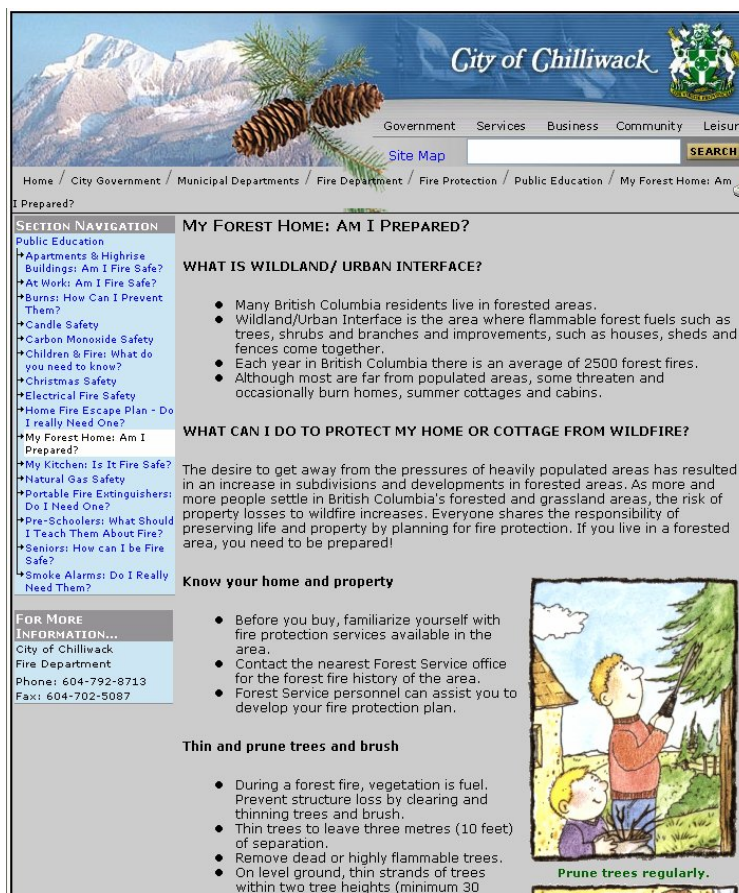 City of Chilliwack
Government Services Business Community Leisur
Site Map
SEARCH
Home / City Government / Municipal Departments / Fire Department / Fire Protection / Public Education / My Forest Home: Am
I Prepared?
SECTION NAVIGATION
Public Education
Apartments & Highrise
Buildings: Am I Fire Safe?
At Work: Am I Fire Safe?
Burns: How Can I Prevent
Them?
Candle Safety
Carbon Monoxide Safety
Children & Fire: What do
you need to know?
Christmas Safety
Electrical Fire Safety
Home Fire Escape Plan - Do
I really Need One?
My Forest Home: Am I
Prepared?
My Kitchen: Is It Fire Safe?
Natural Gas Safety
Portable Fire Extinguishers:
Do I Need One?
Pre-Schoolers: What Should
I Teach Them About Fire?
Seniors: How can I be Fire
Safe?
Smoke Alarms: Do I Really
Need Them?
FOR MORE
INFORMATION...
City of Chilliwack
Fire Department
Phone: 604-792-8713
Fax: 604-702-5087
MY FOREST HOME: AM I PREPARED?
WHAT IS WILDLAND/ URBAN INTERFACE?
● Many British Columbia residents live in forested areas.
● Wildland/Urban Interface is the area where flammable forest fuels such as
trees, shrubs and branches and improvements, such as houses, sheds and
fences come together.
● Each year in British Columbia there is an average of 2500 forest fires.
● Although most are far from populated areas, some threaten and
occasionally burn homes, summer cottages and cabins.
WHAT CAN I DO TO PROTECT MY HOME OR COTTAGE FROM WILDFIRE?
The desire to get away from the pressures of heavily populated areas has resulted
in an increase in subdivisions and developments in forested areas. As more and
more people settle in British Columbia's forested and grassland areas, the risk of
property losses to wildfire increases. Everyone shares the responsibility of
preserving life and property by planning for fire protection. If you live in a forested
area, you need to be prepared!
Know your home and property
● Before you buy, familiarize yourself with
fire protection services available in the
area.
● Contact the nearest Forest Service office
for the forest fire history of the area.
● Forest Service personnel can assist you to
develop your fire protection plan.
Thin and prune trees and brush
● During a forest fire, vegetation is fuel.
Prevent structure loss by clearing and
thinning trees and brush.
● Thin trees to leave three metres (10 feet)
of separation.
● Remove dead or highly flammable trees.
● On level ground, thin strands of trees
within two tree heights (minimum 30
Prune trees regularly.